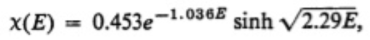 χ(E) = 0.453e^{-1.036E} sinh √2.29E,